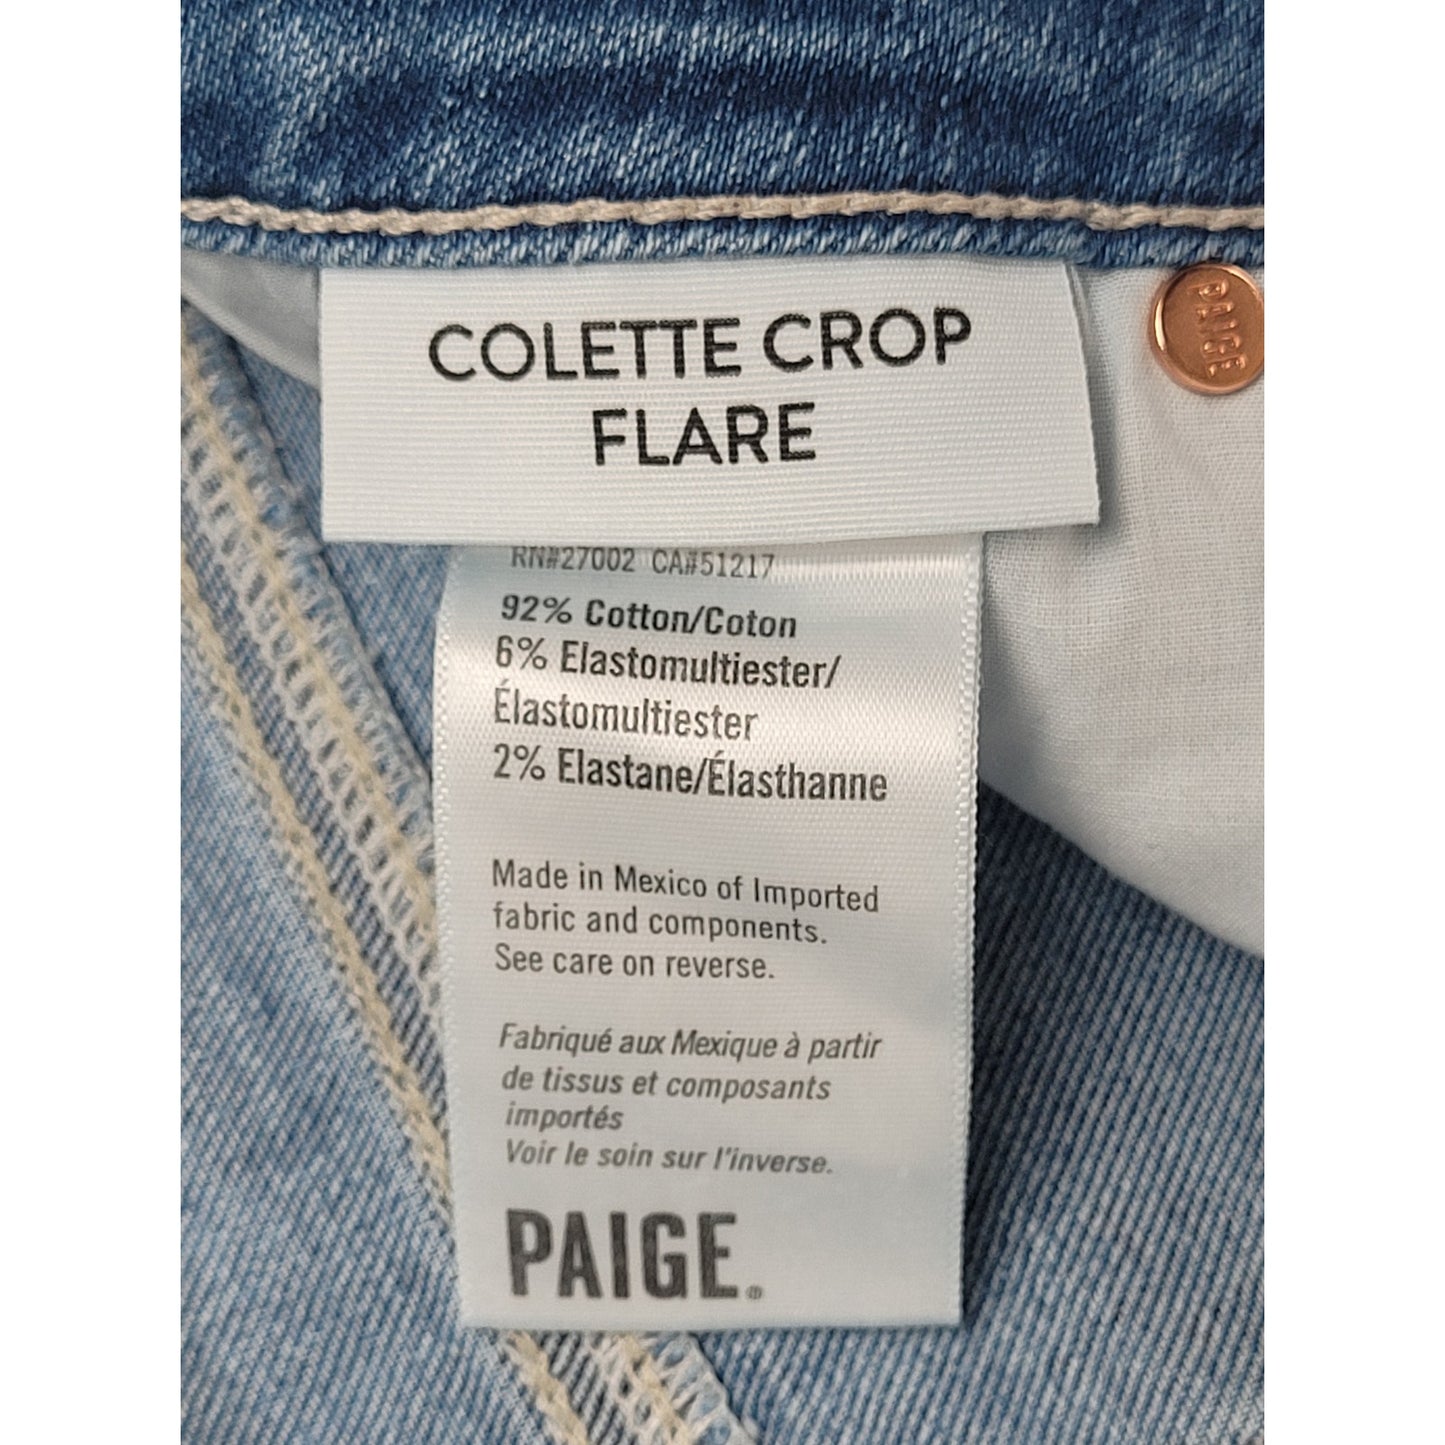 COLETTE CROP
FLARE
PAIGE
RN#27002 CA#51217
92% Cotton/Coton
6% Elastomultiester/
Élastomultiester
2% Elastane/Élasthanne
Made in Mexico of Imported
fabric and components.
See care on reverse.
Fabriqué aux Mexique à partir
de tissus et composants
importés
Voir le soin sur l'inverse.
PAIGE®